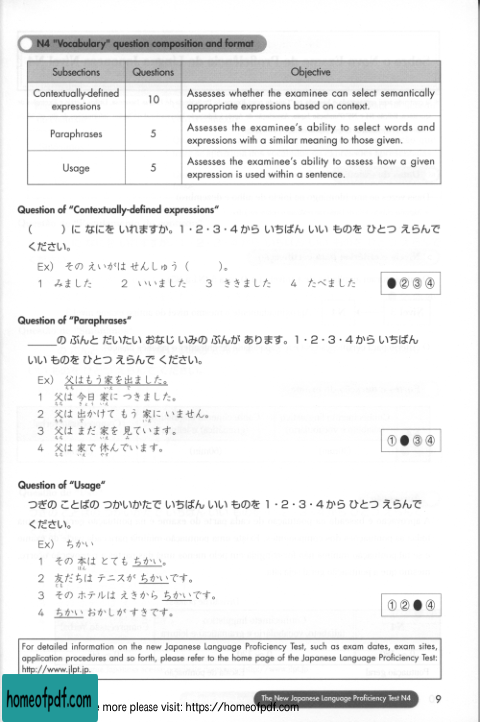 N4 "Vocabulary" question composition and format
Subsections Questions Objective
Contextually-defined expressions 10 Assesses whether the examinee can select semantically appropriate expressions based on context.
Paraphrases 5 Assesses the examinee's ability to select words and expressions with a similar meaning to those given.
Usage 5 Assesses the examinee's ability to assess how a given expression is used within a sentence.
Question of "Contextually-defined expressions"
( )に なにを いれますか。1・2・3・4から いちばん いい ものを ひとつ えらんで
ください。
Ex) その えいがは せんしゅう( )。
1 みました 2 いいました 3 ききました 4 たべました ●②③④
Question of "Paraphrases"
_____の ぶんと だいたい おなじ いみの ぶんが あります。1・2・3・4から いちばん
いい ものを ひとつ えらんで ください。
Ex) 父はもう家を出ました。
1 父は 今日 家に つきました。
2 父は 出かけて もう 家に いません。
3 父は まだ 家を 見ています。
4 父は 家で 休んでいます。
①●③④
Question of "Usage"
つぎの ことばの つかいかたで いちばん いい ものを 1・2・3・4から ひとつ えらんで
ください。
Ex) ちかい
1 その 本は とても ちかい。
2 友だちは テニスが ちかいです。
3 その ホテルは えきから ちかいです。
4 ちかい おかしが すきです。
①②●④
For detailed information on the new Japanese Language Proficiency Test, such as exam dates, exam sites,
application procedures and so forth, please refer to the home page of the Japanese Language Proficiency Test:
http://www.jlpt.jp.
The New Japanese Language Proficiency Test N4 9
homeofpdf.com
more please visit: https://homeofpdf.com